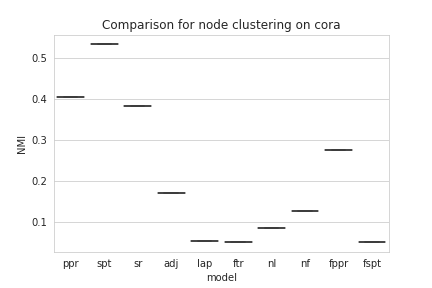 Comparison for node clustering on cora
0.5
0.4
0.3
0.2
0.1
NMI
ppr spt sr adj lap ftr nl nf fppr fspt
model